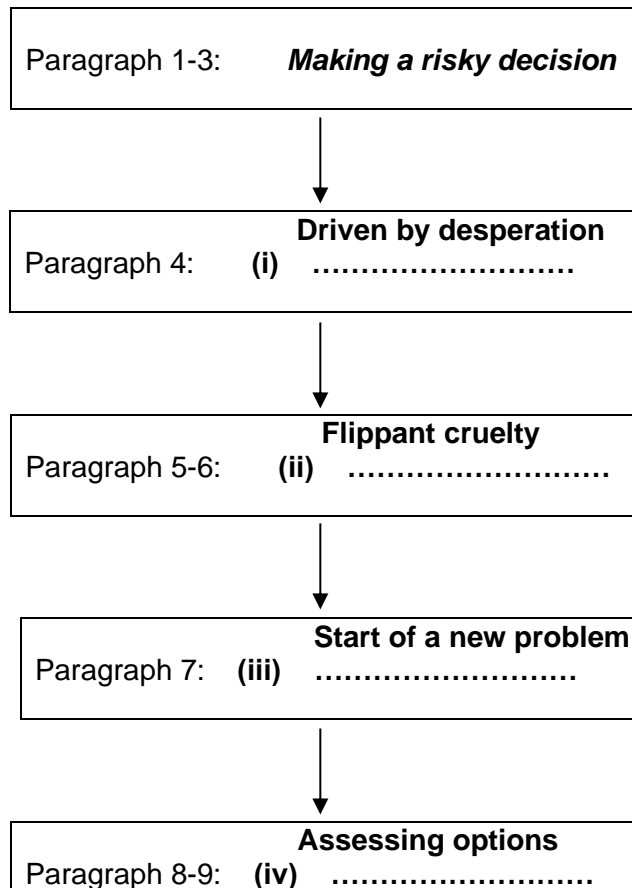 Paragraph 1-3: Making a risky decision
Driven by desperation
Paragraph 4: (i) ...........................
Flippant cruelty
Paragraph 5-6: (ii) ...........................
Start of a new problem
Paragraph 7: (iii) ...........................
Assessing options
Paragraph 8-9: (iv) ...........................